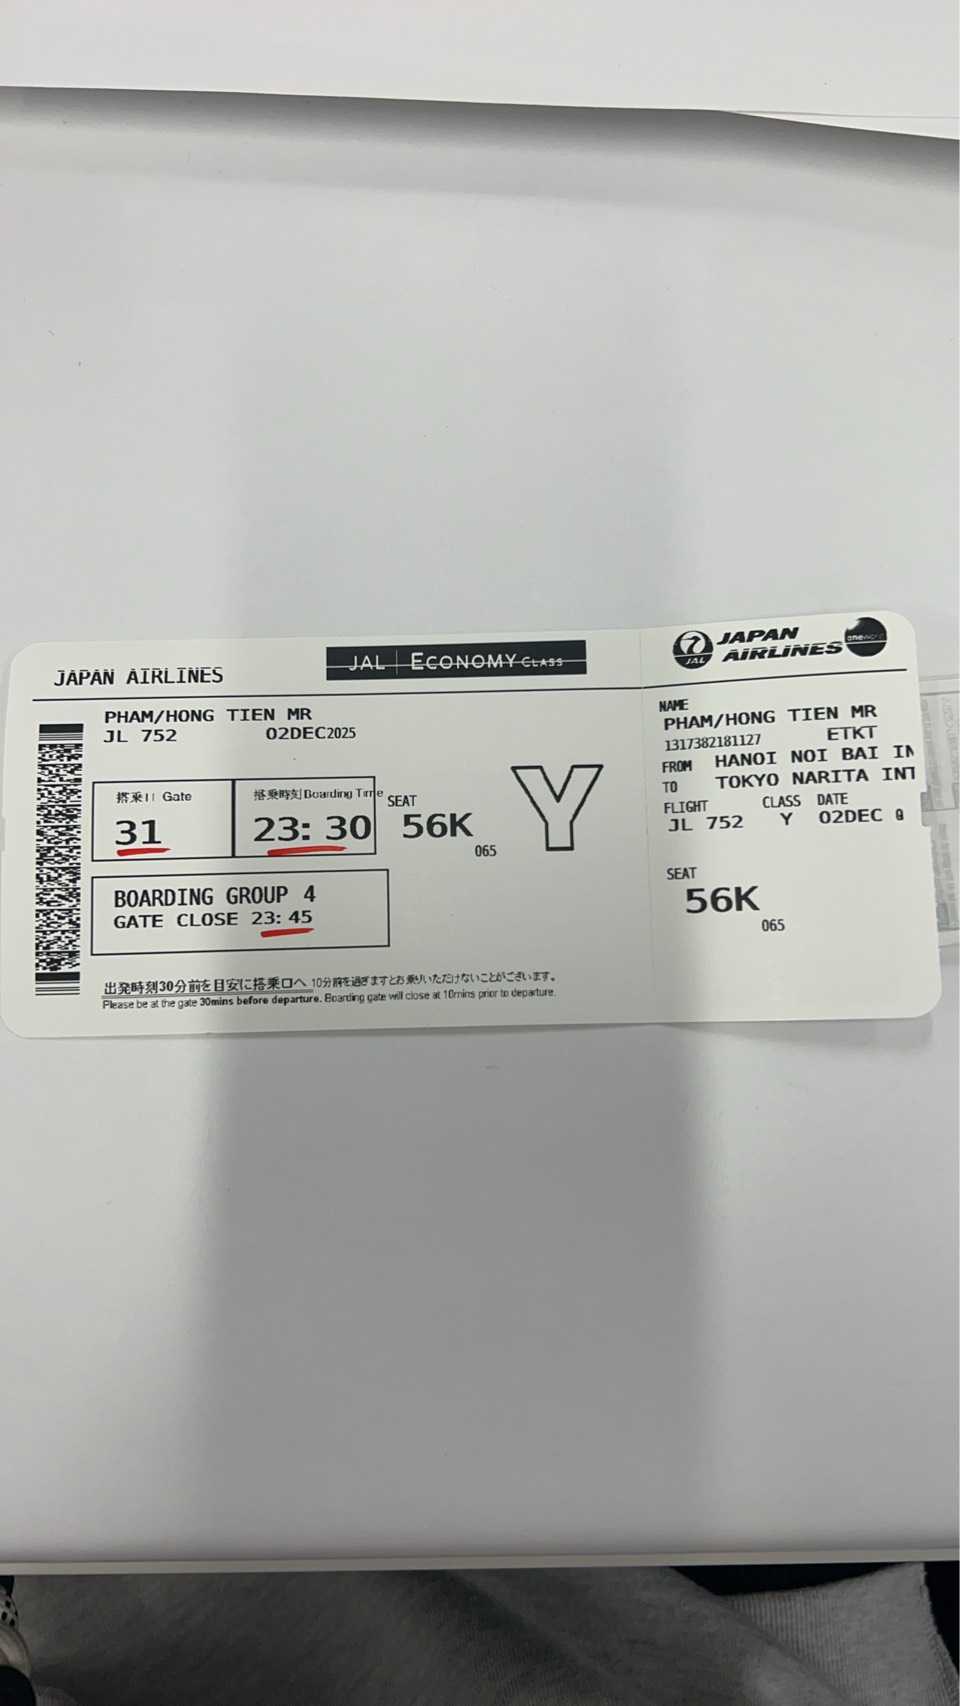 JAPAN AIRLINES
JAL | ECONOMY CLASS
PHAM/HONG TIEN MR
JL 752 02DEC2025
搭乗口 Gate
31
搭乗時刻 Boarding Time
23:30
SEAT
56K
065
Y
BOARDING GROUP 4
GATE CLOSE 23:45
出発時刻30分前を目安に搭乗口へ 10分前を過ぎますとお乗りいただけないことがございます。
Please be at the gate 30mins before departure. Boarding gate will close at 10mins prior to departure.
JAL
JAPAN
AIRLINES
oneworld
NAME
PHAM/HONG TIEN MR
1317382181127 ETKT
FROM HANOI NOI BAI IN
TO TOKYO NARITA INT
FLIGHT CLASS DATE
JL 752 Y 02DEC
SEAT
56K
065